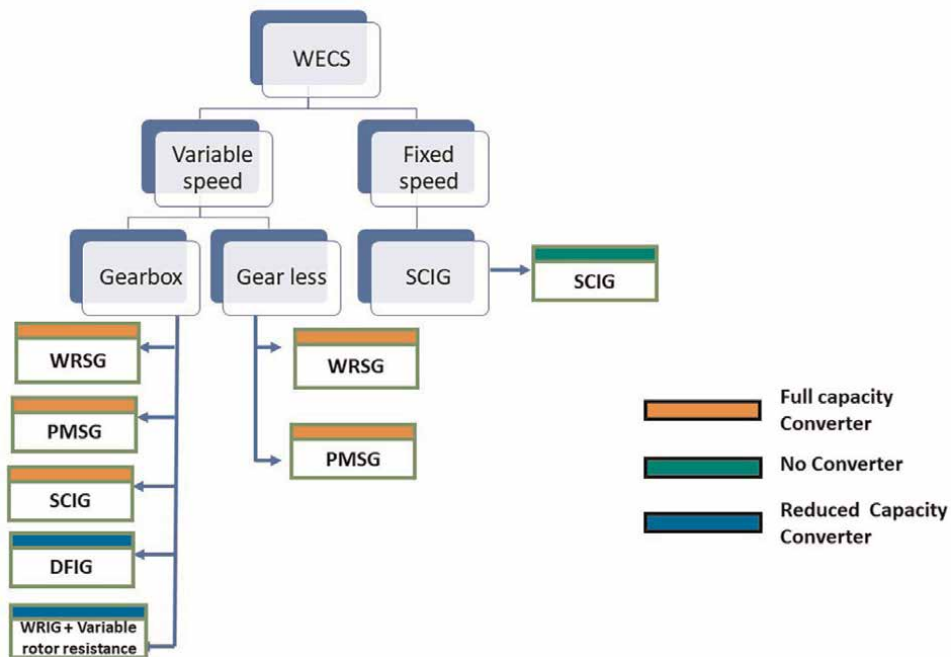 WECS
Variable
speed
Fixed
speed
Gearbox
Gear less
SCIG
SCIG
WRSG
PMSG
SCIG
DFIG
WRIG + Variable
rotor resistance
WRSG
PMSG
Full capacity
Converter
No Converter
Reduced Capacity
Converter